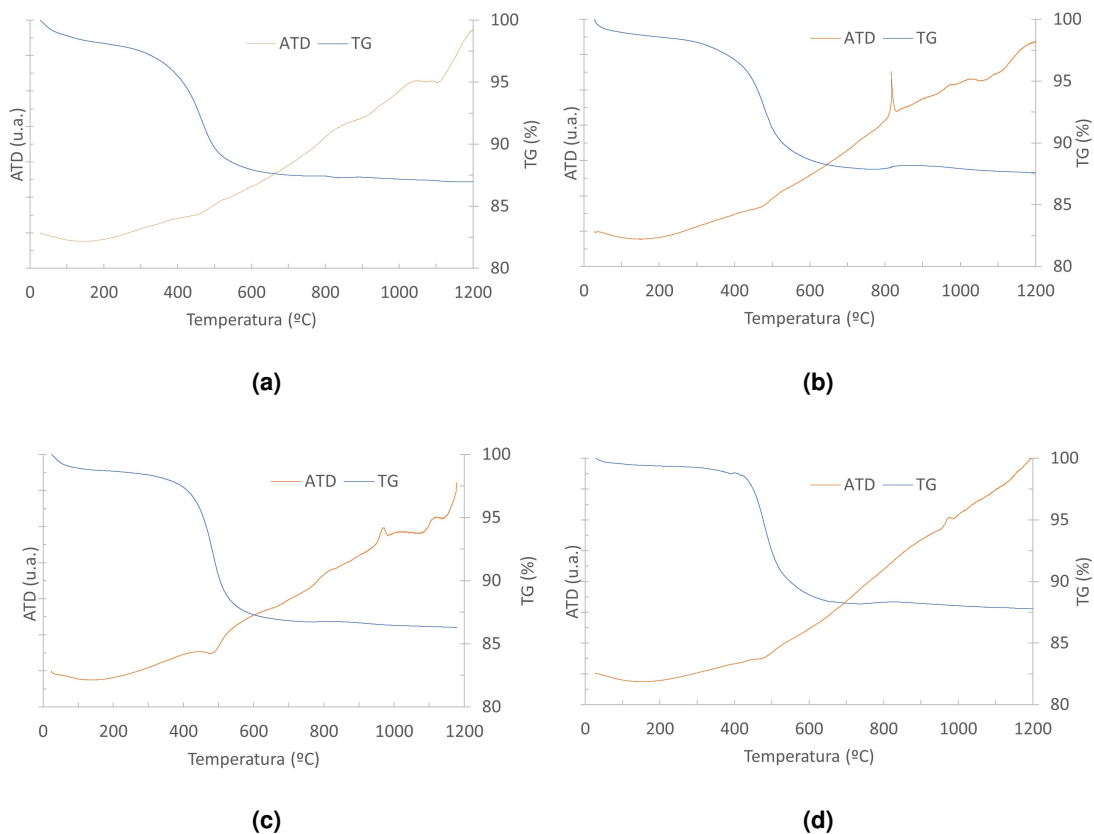 ATD TG
100
95
90
85
80
ATD (u.a.)
TG (%)
0 200 400 600 800 1000 1200
Temperatura (ºC)
(a)
ATD TG
100
95
90
85
80
ATD (u.a.)
TG (%)
0 200 400 600 800 1000 1200
Temperatura (ºC)
(b)
ATD TG
100
95
90
85
80
ATD (u.a.)
TG (%)
0 200 400 600 800 1000 1200
Temperatura (ºC)
(c)
ATD TG
100
95
90
85
80
ATD (u.a.)
TG (%)
0 200 400 600 800 1000 1200
Temperatura (ºC)
(d)